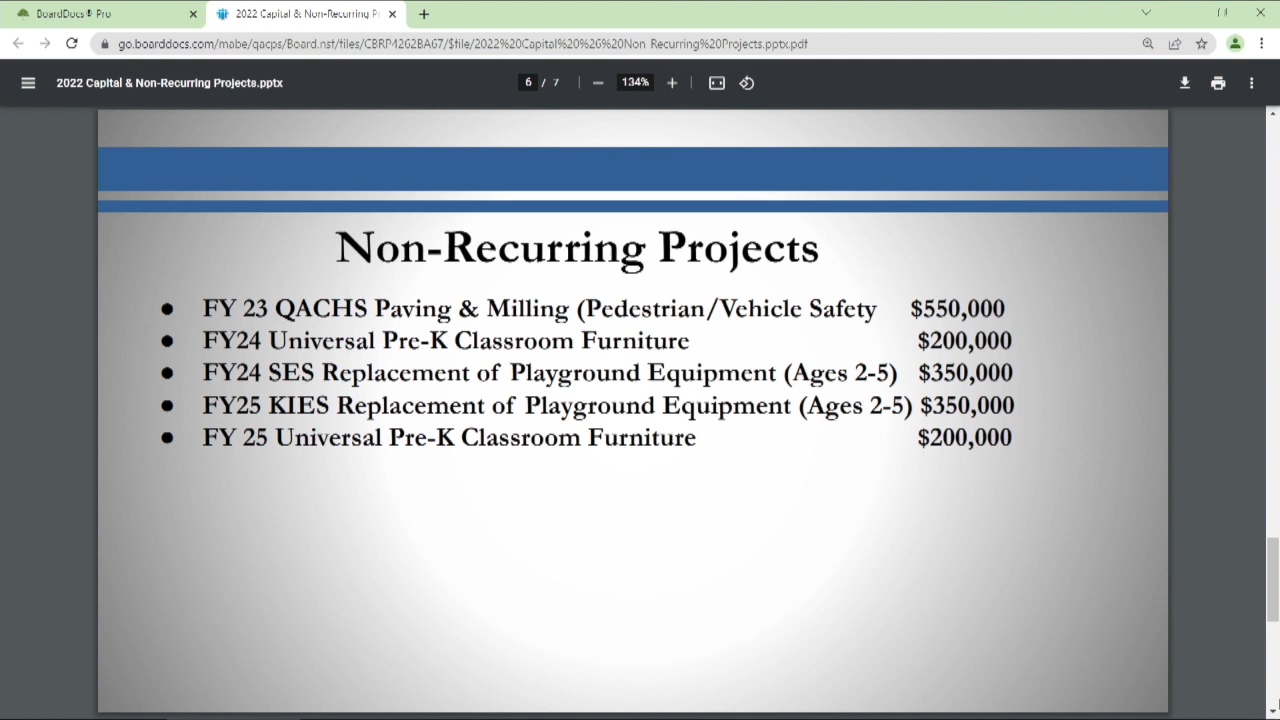 BoardDocs® Pro
2022 Capital & Non-Recurring P
go.boarddocs.com/mabe/qacps/Board.nsf/files/CBRP4262BA67/$file/2022%20Capital%20%26%20Non Recurring%20Projects.pptx.pdf
2022 Capital & Non-Recurring Projects.pptx
6 / 7
134%
Non-Recurring Projects
● FY 23 QACHS Paving & Milling (Pedestrian/Vehicle Safety $550,000
● FY24 Universal Pre-K Classroom Furniture $200,000
● FY24 SES Replacement of Playground Equipment (Ages 2-5) $350,000
● FY25 KIES Replacement of Playground Equipment (Ages 2-5) $350,000
● FY 25 Universal Pre-K Classroom Furniture $200,000